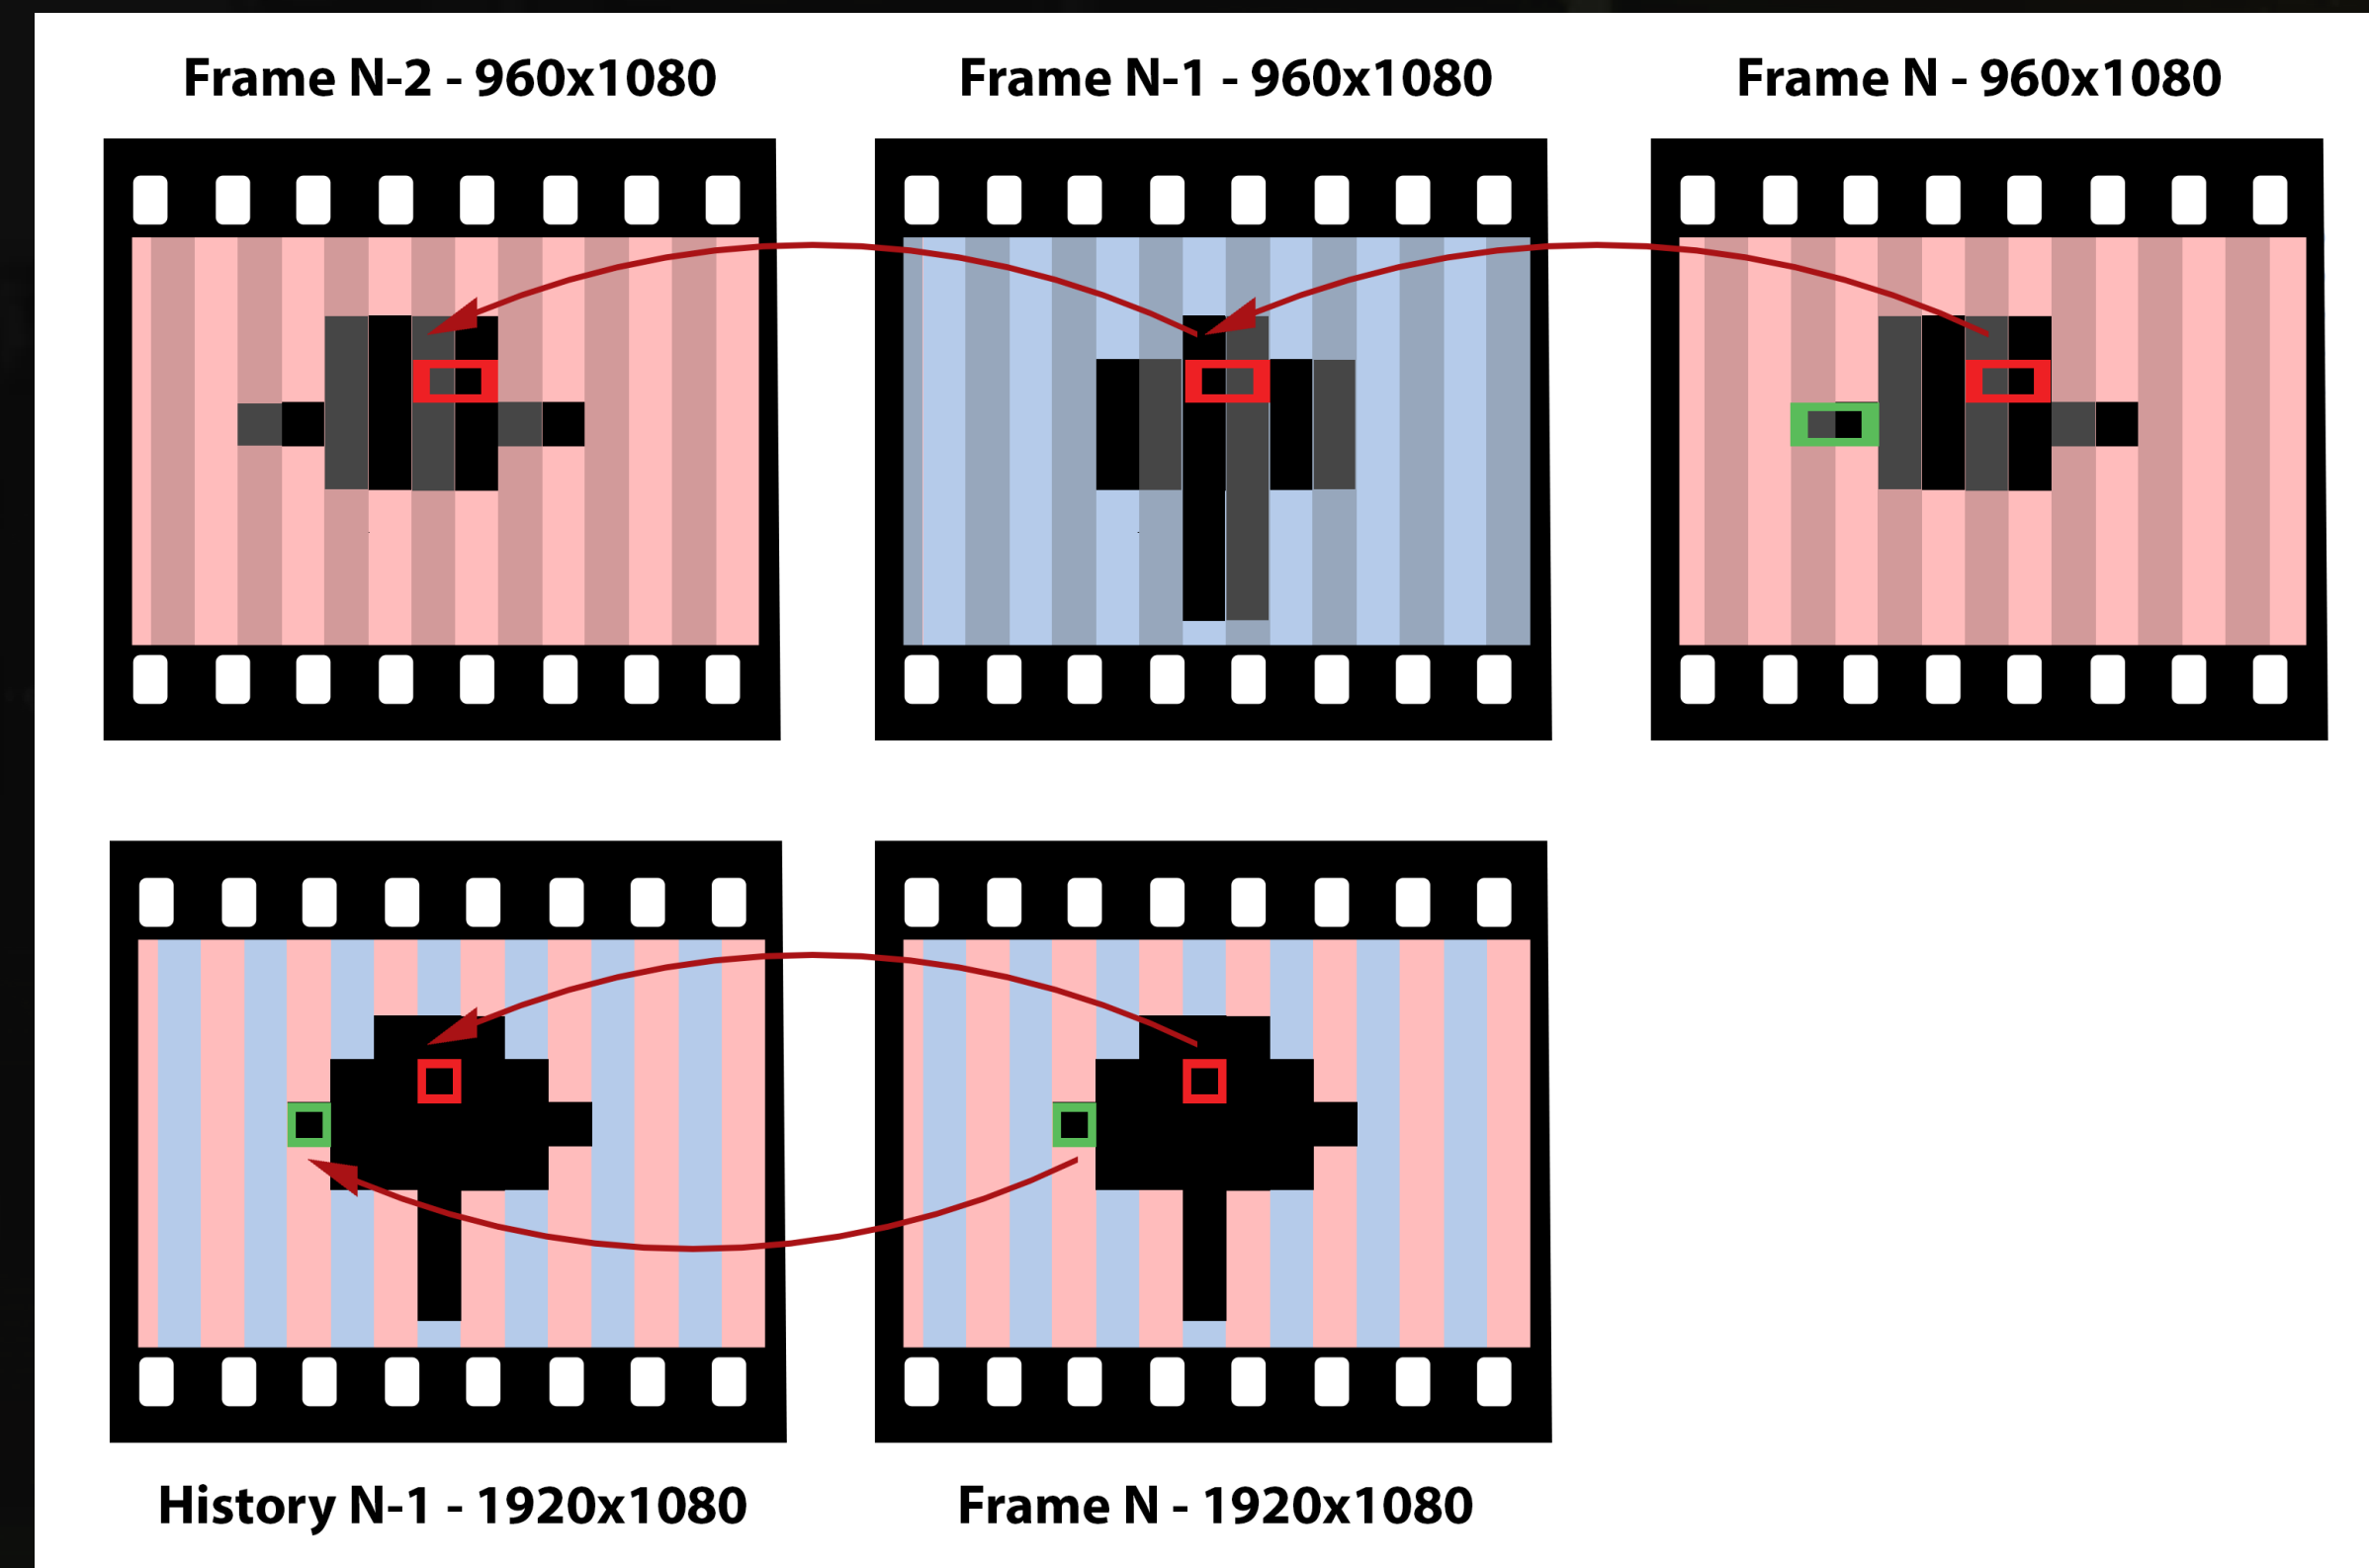 Frame N-2 - 960x1080
Frame N-1 - 960x1080
Frame N - 960x1080
History N-1 - 1920x1080
Frame N - 1920x1080